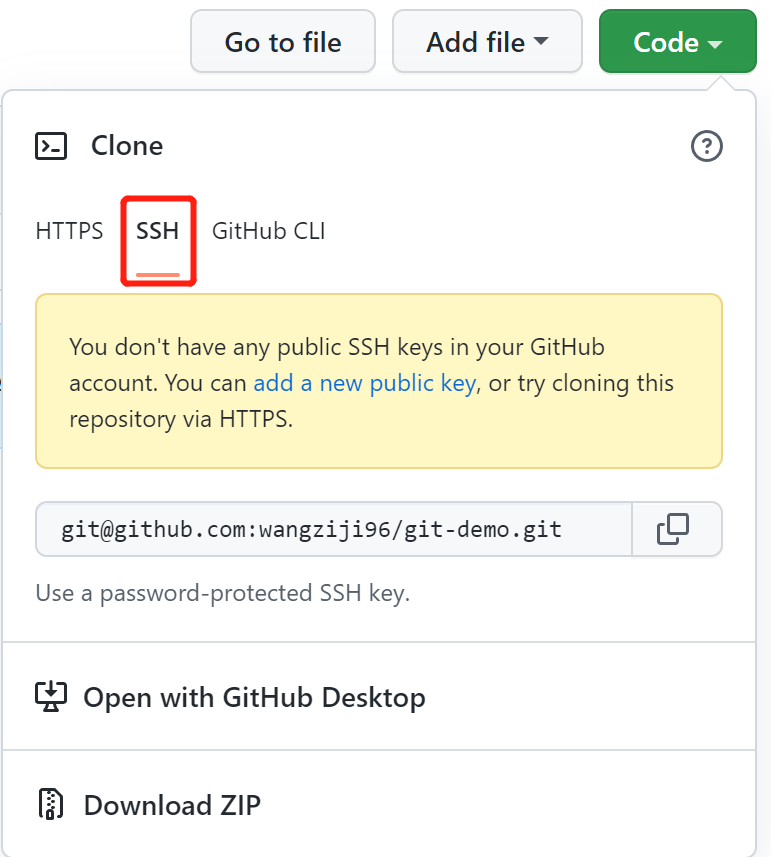 Go to file Add file Code
Clone
HTTPS SSH GitHub CLI
You don't have any public SSH keys in your GitHub
account. You can add a new public key, or try cloning this
repository via HTTPS.
git@github.com:wangziji96/git-demo.git
Use a password-protected SSH key.
Open with GitHub Desktop
Download ZIP